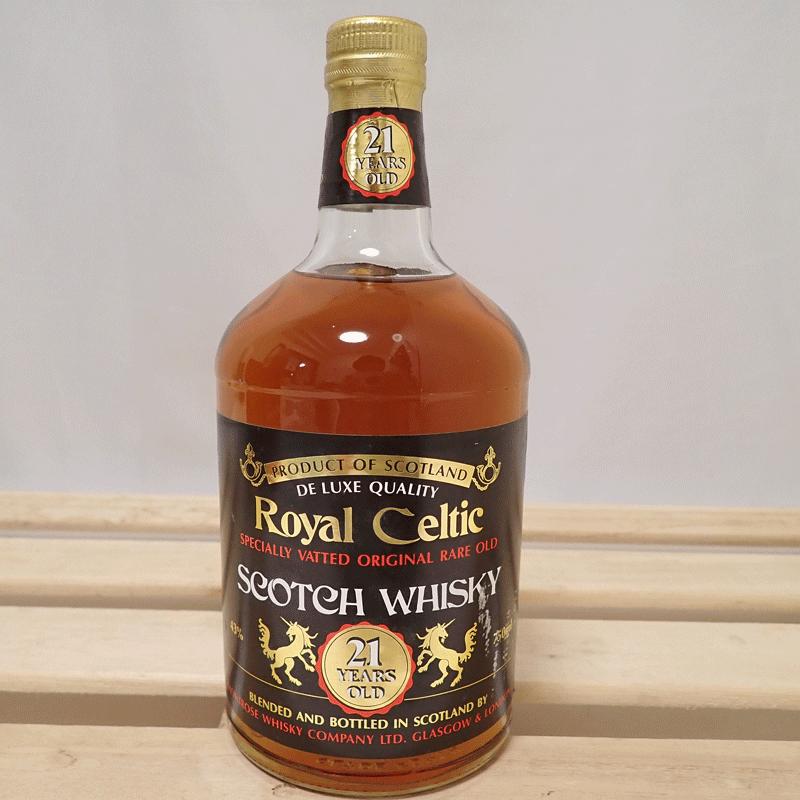 21
YEARS
OLD
PRODUCT OF SCOTLAND
DE LUXE QUALITY
Royal Celtic
SPECIALLY VATTED ORIGINAL RARE OLD
SCOTCH WHISKY
43%
21
YEARS
OLD
BLENDED AND BOTTLED IN SCOTLAND BY
WHISKY COMPANY LTD. GLASGOW &